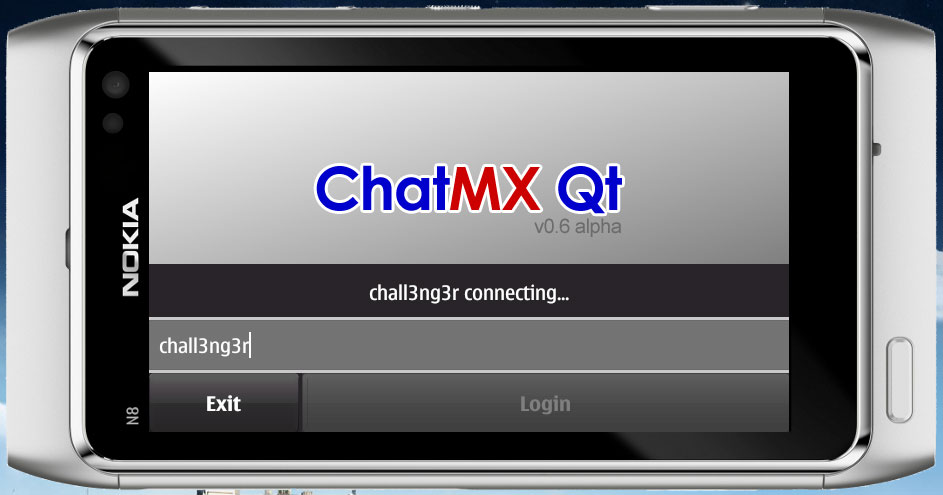 NOKIA
N8
ChatMX Qt
v0.6 alpha
chall3ng3r connecting...
chall3ng3r
Exit
Login